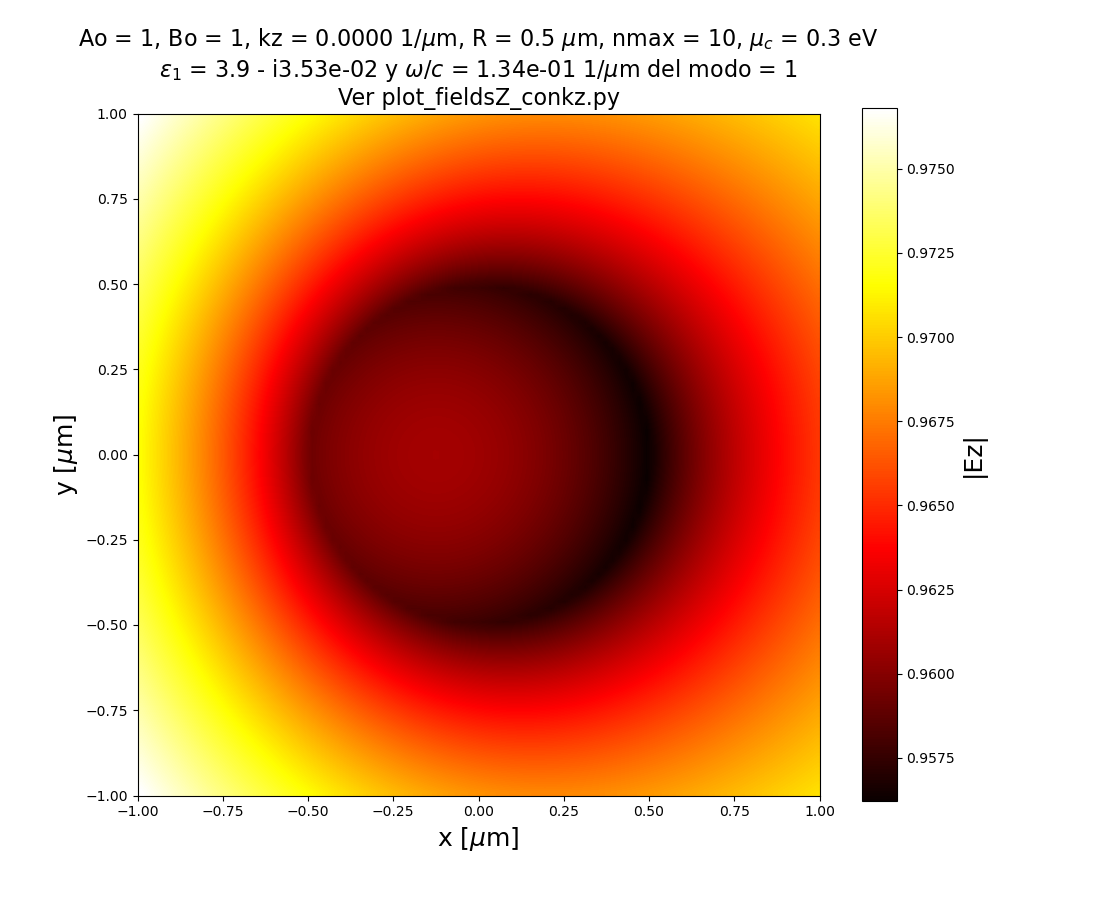 Ao = 1, Bo = 1, kz = 0.0000 1/μm, R = 0.5 μm, nmax = 10, μ_c = 0.3 eV
ε₁ = 3.9 - i3.53e-02 y ω/c = 1.34e-01 1/μm del modo = 1
Ver plot_fieldsZ_conkz.py
1.00
0.75
0.50
0.25
0.00
−0.25
−0.50
−0.75
−1.00
y [μm]
−1.00 −0.75 −0.50 −0.25 0.00 0.25 0.50 0.75 1.00
x [μm]
0.9750
0.9725
0.9700
0.9675
0.9650
0.9625
0.9600
0.9575
|Ez|